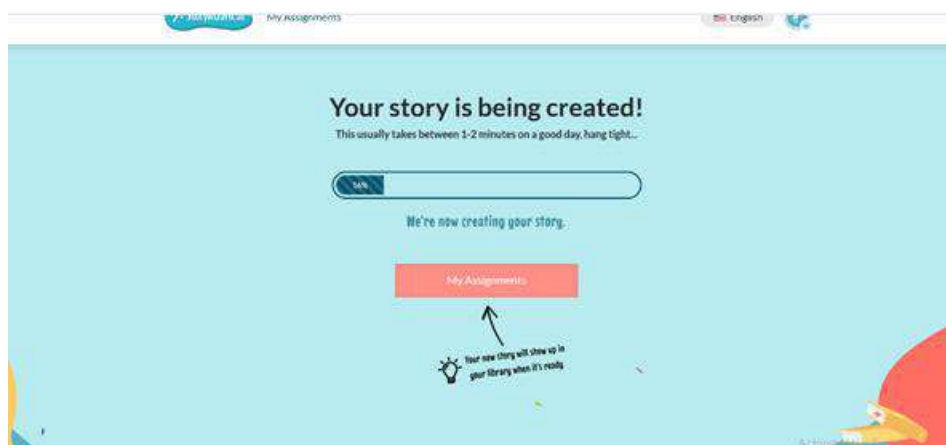 My Assignments
English
Your story is being created!
This usually takes between 1-2 minutes on a good day, hang tight...
16%
We're now creating your story.
My Assignments
Your new story will show up in
your library when it's ready